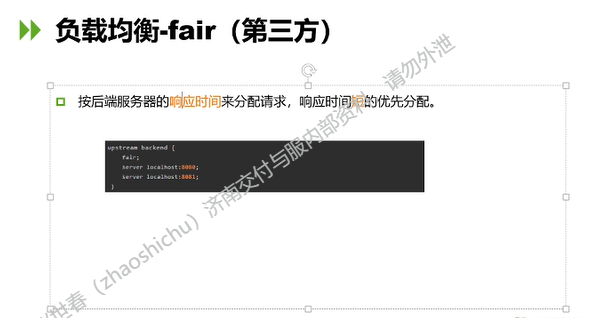 负载均衡-fair（第三方）
按后端服务器的响应时间来分配请求，响应时间短的优先分配。
upstream backend {
fair;
server localhost:8080;
server localhost:8081;
}
世春（zhaoshichu）济南交付与服内部资料，请勿外泄